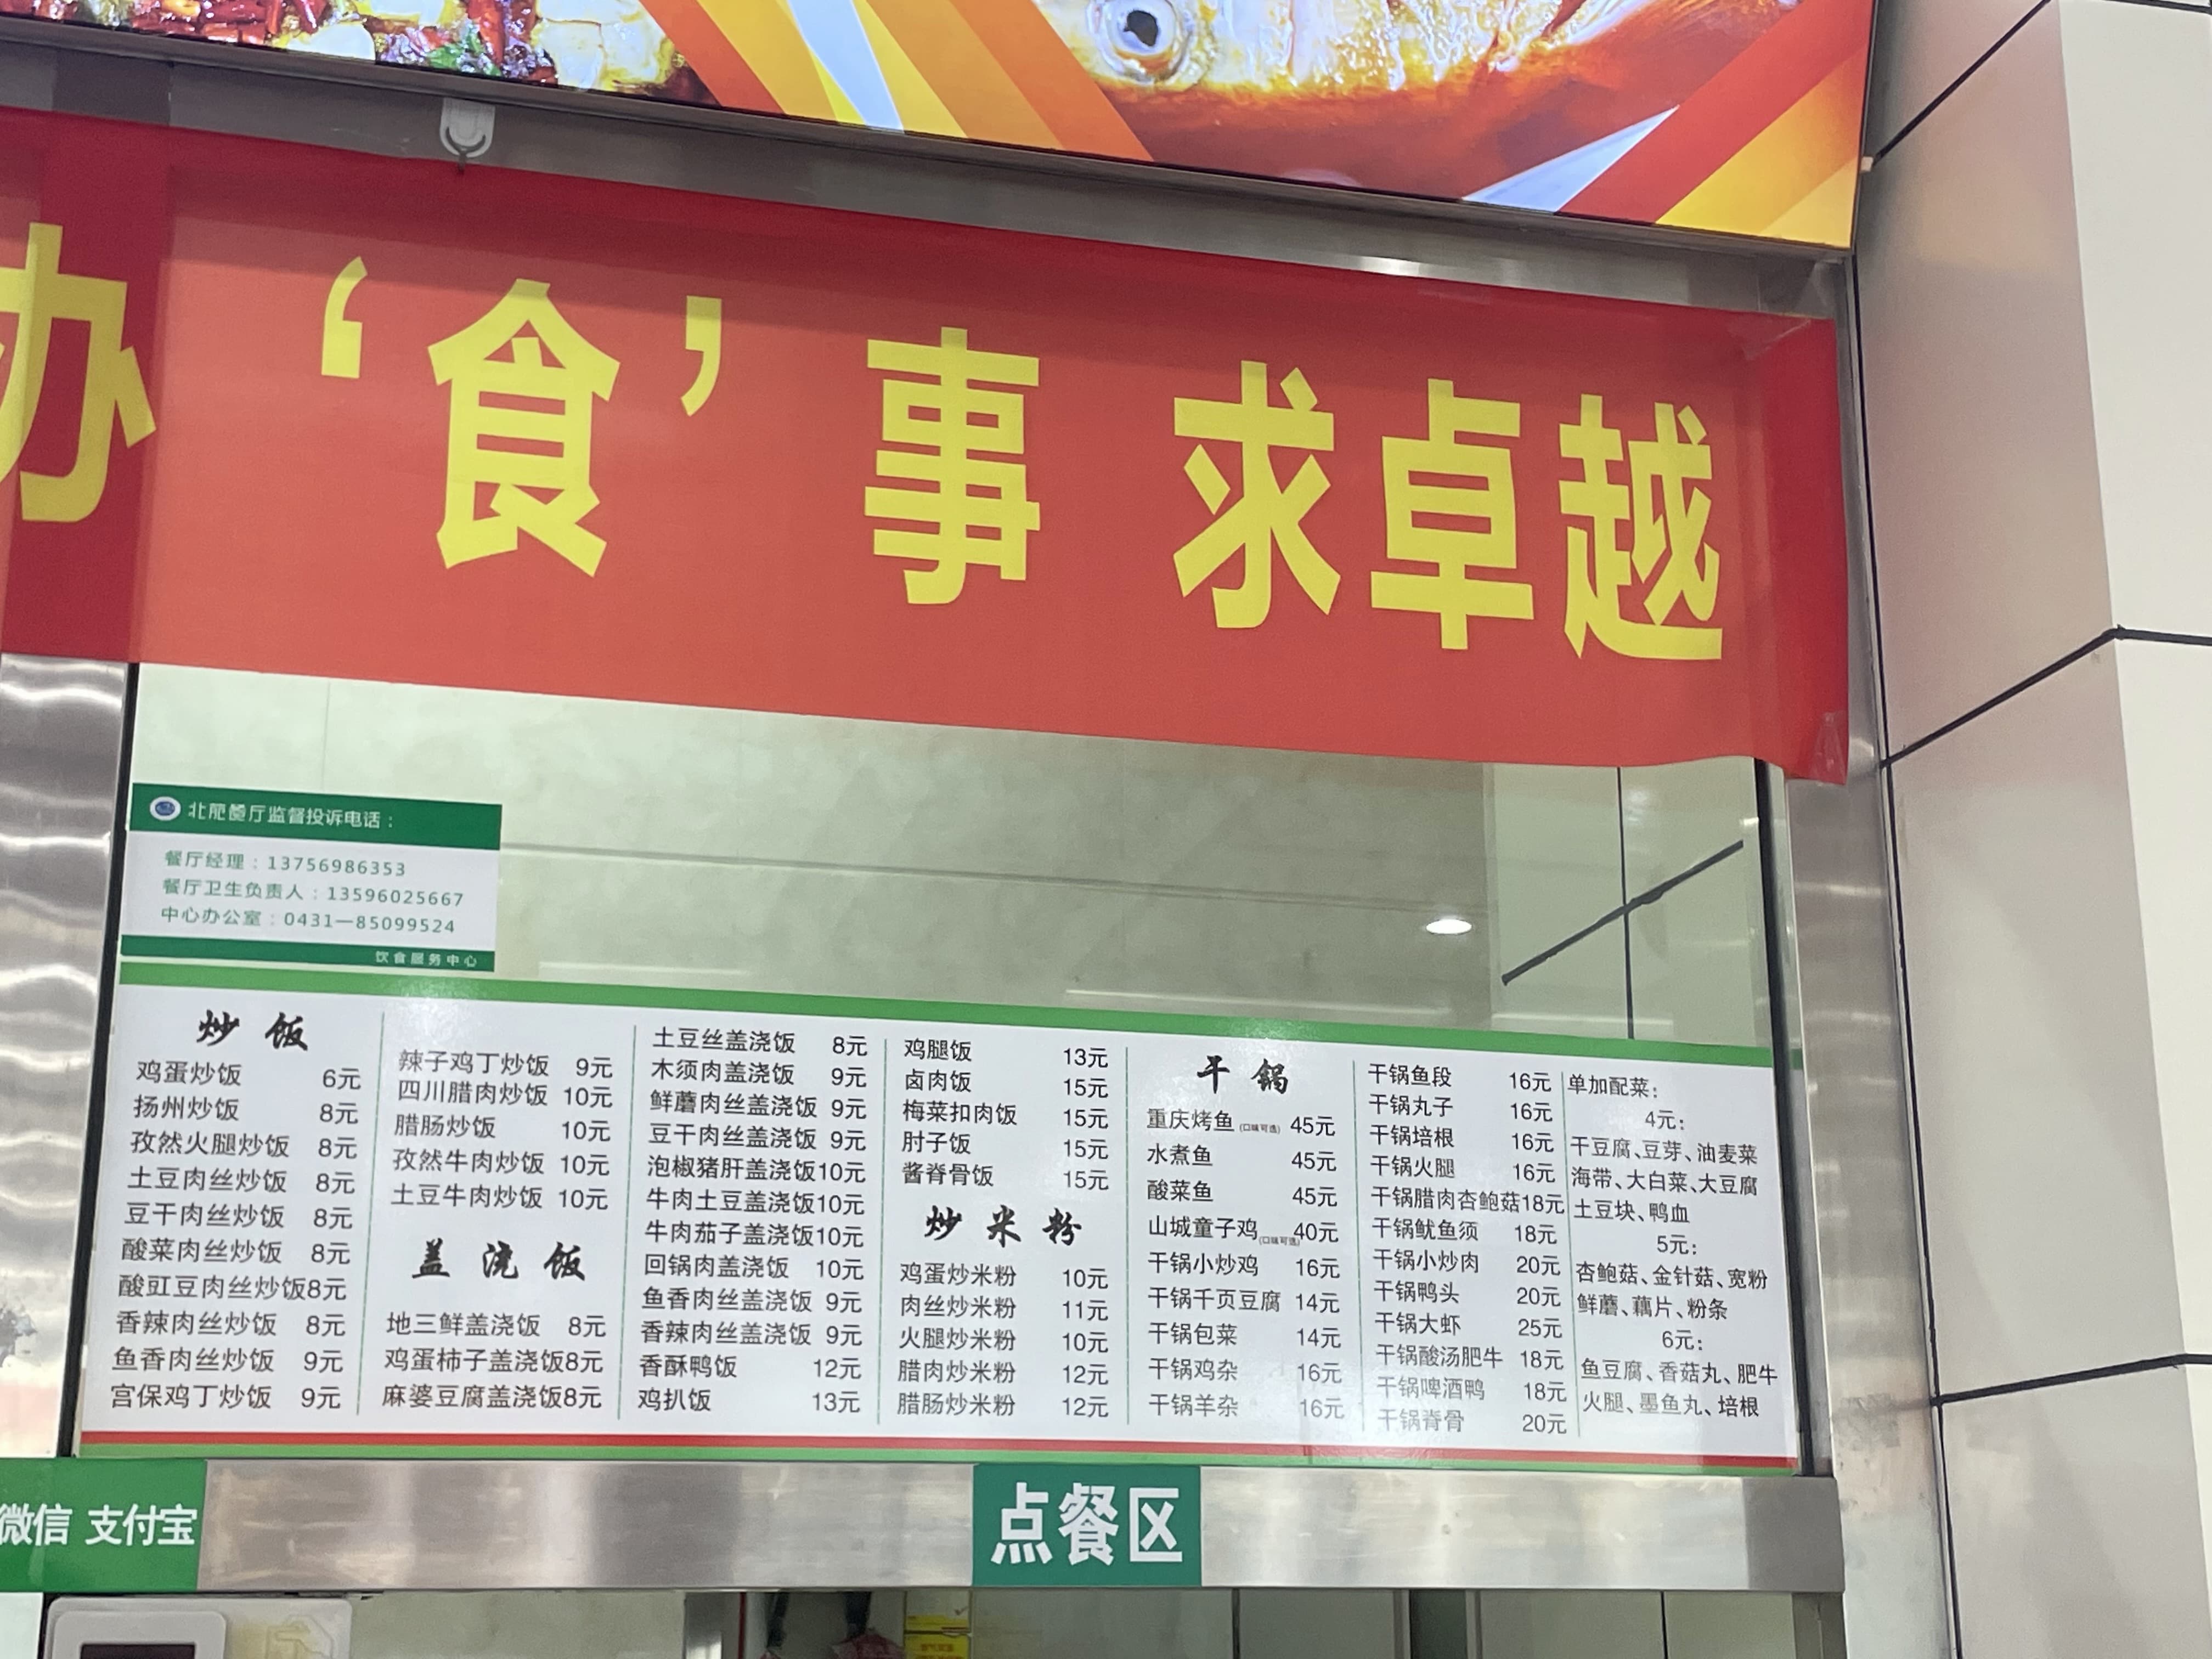 办‘食’事 求卓越
北苑餐厅监督投诉电话：
餐厅经理：13756986353
餐厅卫生负责人：13596025667
中心办公室：0431—85099524
饮食服务中心
炒饭
鸡蛋炒饭 6元
扬州炒饭 8元
孜然火腿炒饭 8元
土豆肉丝炒饭 8元
豆干肉丝炒饭 8元
酸菜肉丝炒饭 8元
酸豇豆肉丝炒饭8元
香辣肉丝炒饭 8元
鱼香肉丝炒饭 9元
宫保鸡丁炒饭 9元
辣子鸡丁炒饭 9元
四川腊肉炒饭 10元
腊肠炒饭 10元
孜然牛肉炒饭 10元
土豆牛肉炒饭 10元
盖浇饭
地三鲜盖浇饭 8元
鸡蛋柿子盖浇饭8元
麻婆豆腐盖浇饭8元
土豆丝盖浇饭 8元
木须肉盖浇饭 9元
鲜蘑肉丝盖浇饭 9元
豆干肉丝盖浇饭 9元
泡椒猪肝盖浇饭10元
牛肉土豆盖浇饭10元
牛肉茄子盖浇饭10元
回锅肉盖浇饭 10元
鱼香肉丝盖浇饭 9元
香辣肉丝盖浇饭 9元
香酥鸭饭 12元
鸡扒饭 13元
鸡腿饭 13元
卤肉饭 15元
梅菜扣肉饭 15元
肘子饭 15元
酱脊骨饭 15元
炒米粉
鸡蛋炒米粉 10元
肉丝炒米粉 11元
火腿炒米粉 10元
腊肉炒米粉 12元
腊肠炒米粉 12元
干锅
重庆烤鱼(口味可选) 45元
水煮鱼 45元
酸菜鱼 45元
山城童子鸡(口味可选)40元
干锅小炒鸡 16元
干锅千页豆腐 14元
干锅包菜 14元
干锅鸡杂 16元
干锅羊杂 16元
干锅鱼段 16元
干锅丸子 16元
干锅培根 16元
干锅火腿 16元
干锅腊肉杏鲍菇18元
干锅鱿鱼须 18元
干锅小炒肉 20元
干锅鸭头 20元
干锅大虾 25元
干锅酸汤肥牛 18元
干锅啤酒鸭 18元
干锅脊骨 20元
单加配菜：
4元：
干豆腐、豆芽、油麦菜
海带、大白菜、大豆腐
土豆块、鸭血
5元：
杏鲍菇、金针菇、宽粉
鲜蘑、藕片、粉条
6元：
鱼豆腐、香菇丸、肥牛
火腿、墨鱼丸、培根
微信 支付宝
点餐区